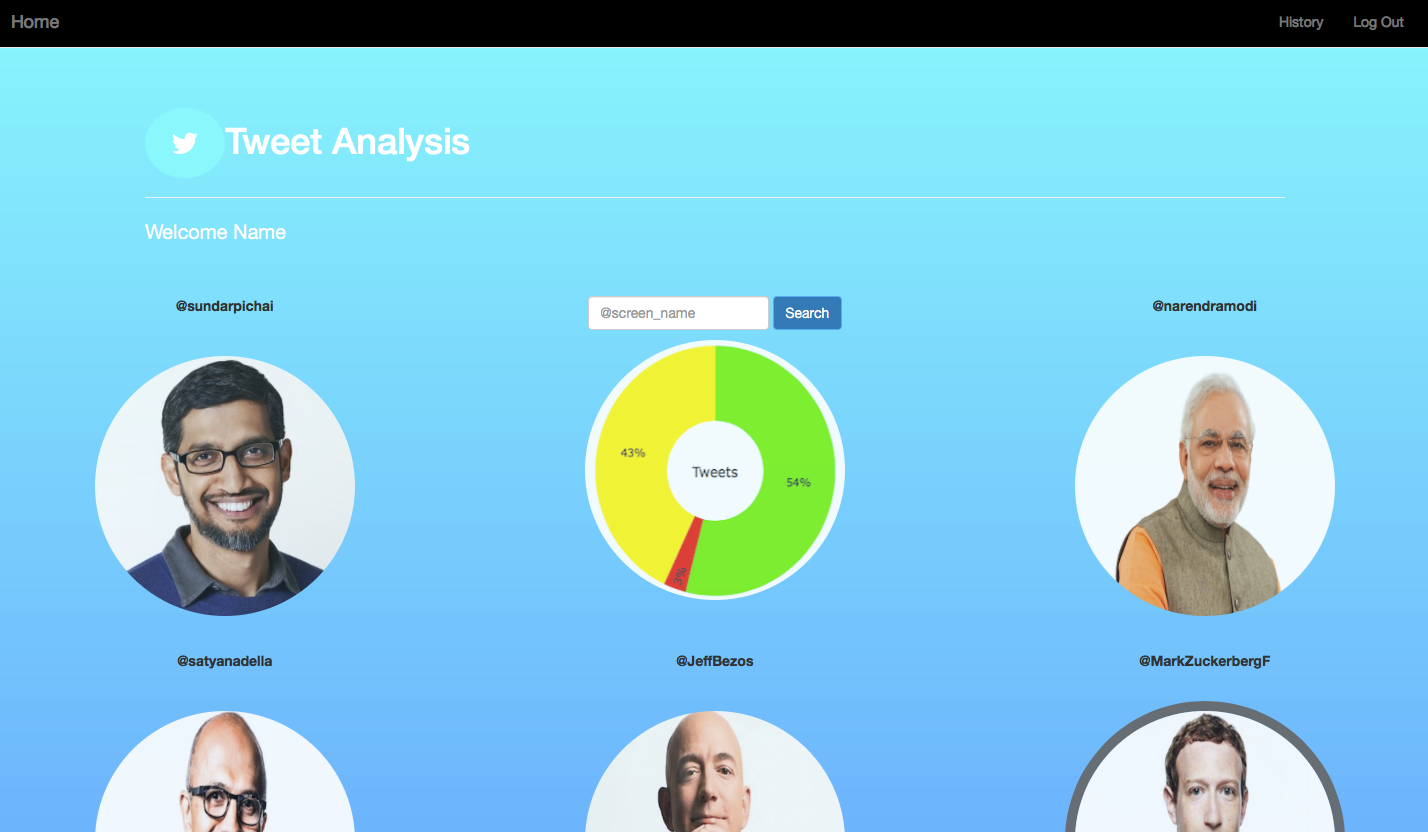 Home
History
Log Out
Tweet Analysis
Welcome Name
@sundarpichai
@screen_name
Search
@narendramodi
43%
Tweets
54%
3%
@satyanadella
@JeffBezos
@MarkZuckerbergF